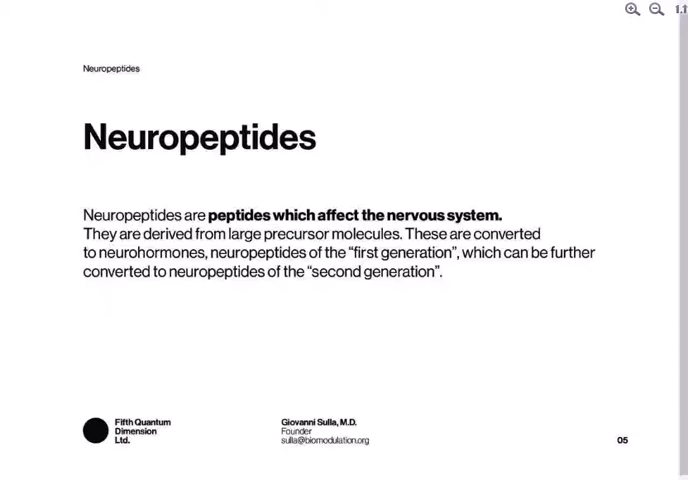 Neuropeptides
Neuropeptides
Neuropeptides are peptides which affect the nervous system.
They are derived from large precursor molecules. These are converted
to neurohormones, neuropeptides of the “first generation”, which can be further
converted to neuropeptides of the “second generation”.
Fifth Quantum
Dimension
Ltd.
Giovanni Sulla, M.D.
Founder
sulla@biomodulation.org
05